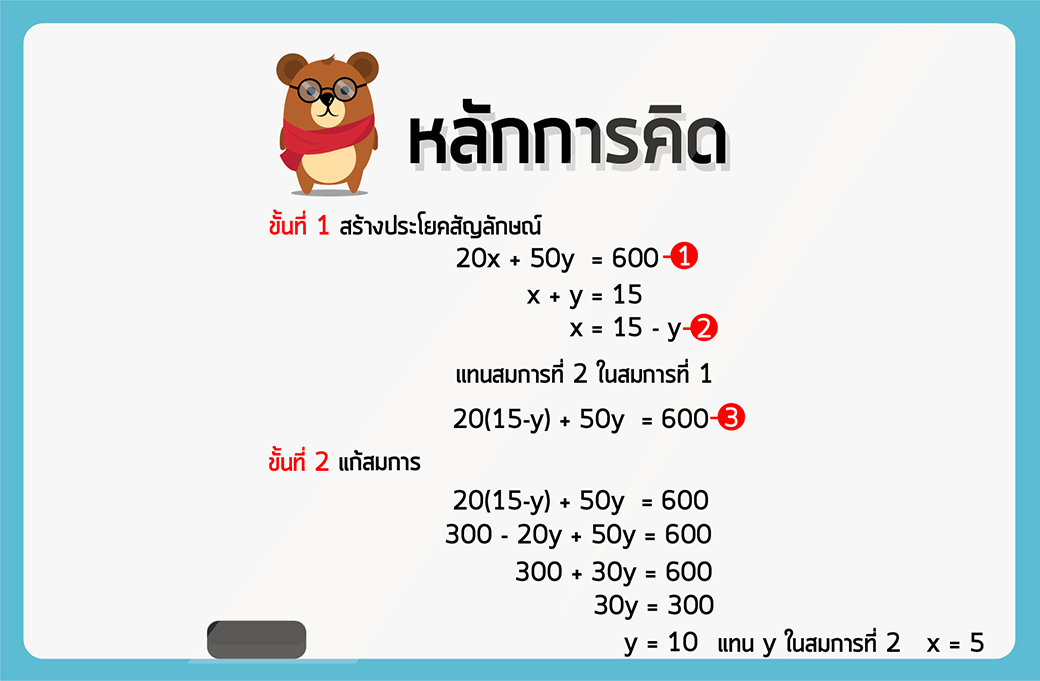 หลักการคิด
ขั้นที่ 1 สร้างประโยคสัญลักษณ์
20x + 50y = 600 1
x + y = 15
x = 15 - y 2
แทนสมการที่ 2 ในสมการที่ 1
20(15-y) + 50y = 600 3
ขั้นที่ 2 แก้สมการ
20(15-y) + 50y = 600
300 - 20y + 50y = 600
300 + 30y = 600
30y = 300
y = 10 แทน y ในสมการที่ 2 x = 5